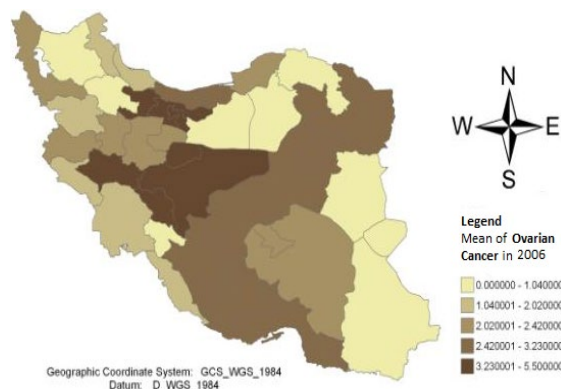 N
W E
S
Legend
Mean of Ovarian
Cancer in 2006
0.000000 - 1.040000
1.040001 - 2.020000
2.020001 - 2.420000
2.420001 - 3.230000
3.230001 - 5.500000
Geographic Coordinate System: GCS_WGS_1984
Datum: D_WGS_1984